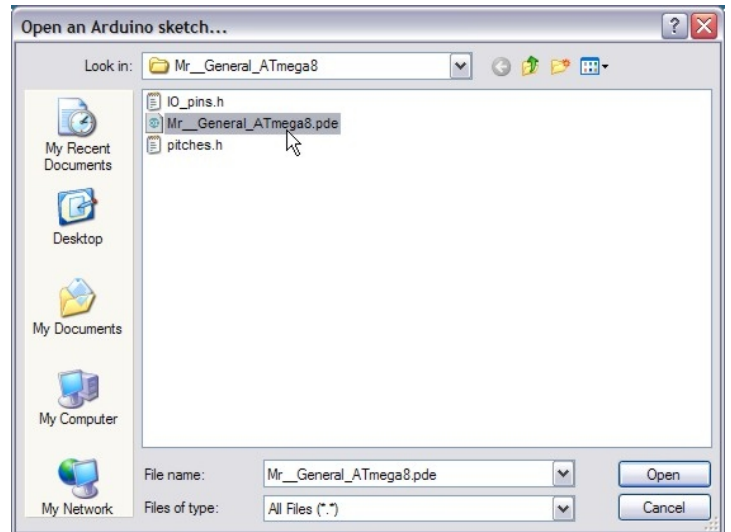 Open an Arduino sketch...
Look in: Mr__General_ATmega8
IO_pins.h
Mr__General_ATmega8.pde
pitches.h
My Recent
Documents
Desktop
My Documents
My Computer
My Network
File name: Mr__General_ATmega8.pde Open
Files of type: All Files (*.*) Cancel